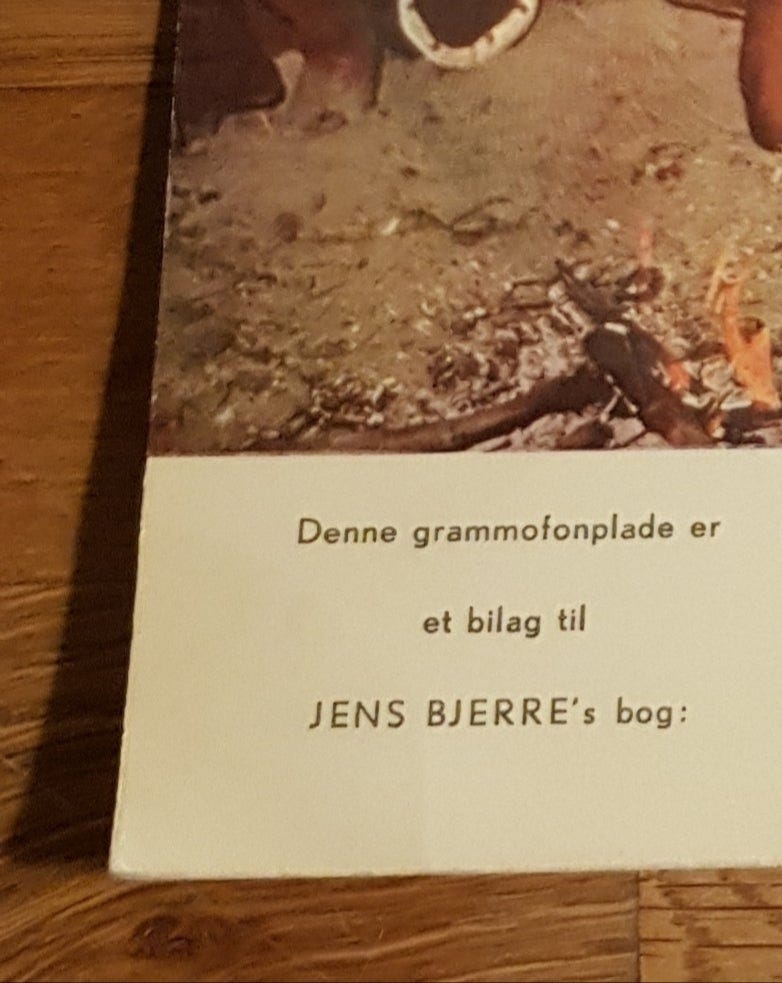 Denne grammofonplade er
et bilag til
JENS BJERRE's bog: